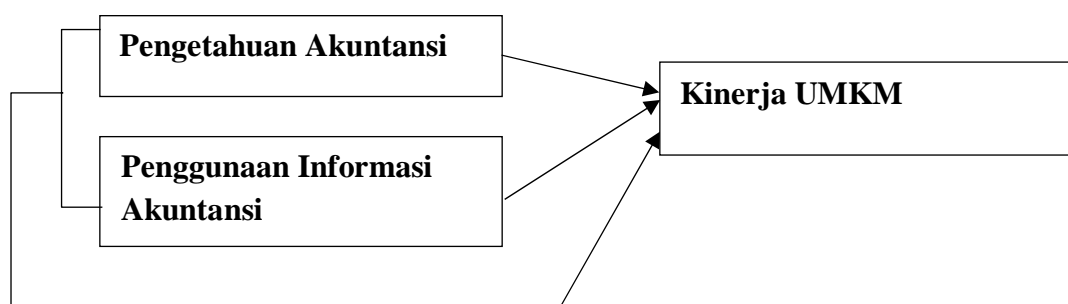 Pengetahuan Akuntansi
Kinerja UMKM
Penggunaan Informasi
Akuntansi